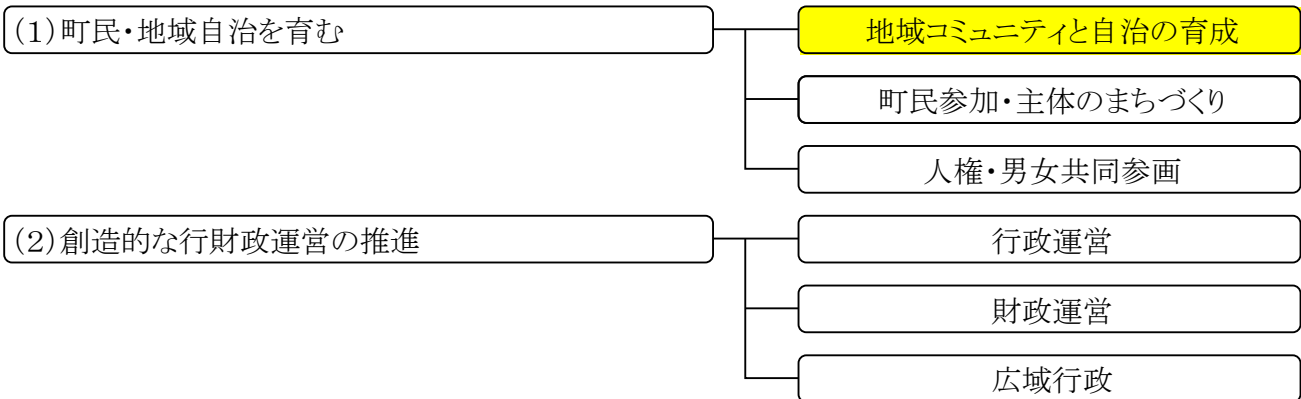 (1)町民・地域自治を育む
地域コミュニティと自治の育成
町民参加・主体のまちづくり
人権・男女共同参画
(2)創造的な行財政運営の推進
行政運営
財政運営
広域行政